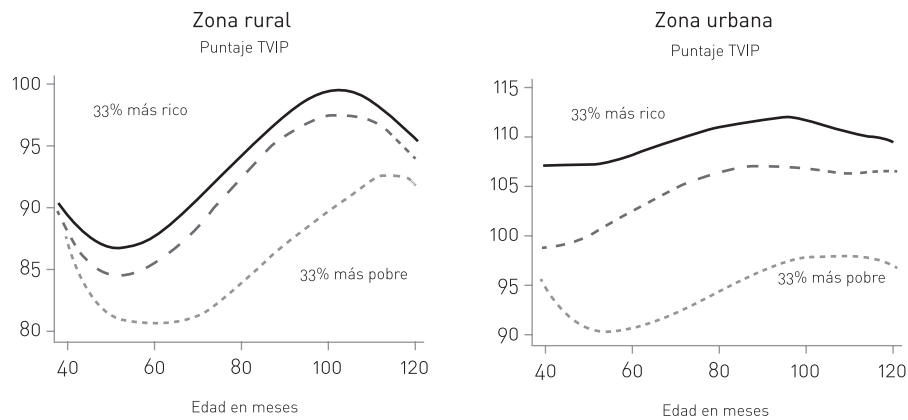 Zona rural
Puntaje TVIP
100
95
90
85
80
33% más rico
33% más pobre
40 60 80 100 120
Edad en meses
Zona urbana
Puntaje TVIP
115
110
105
100
95
90
33% más rico
33% más pobre
40 60 80 100 120
Edad en meses